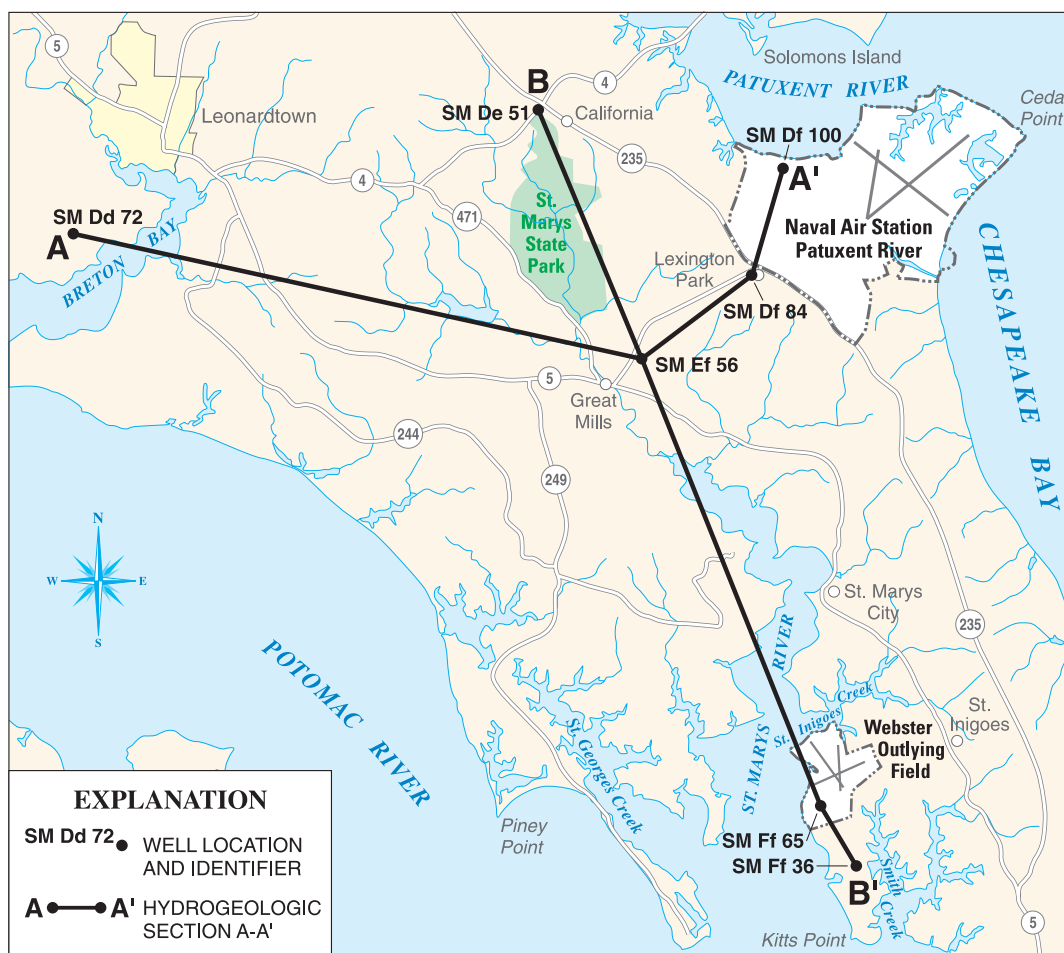 5
Solomons Island
PATUXENT RIVER
Cedar
Point
4
B
SM De 51
California
Leonardtown
235
SM Df 100
A'
4
471
St.
Marys
State
Park
Naval Air Station
Patuxent River
SM Dd 72
A
BRETON BAY
Lexington
Park
SM Df 84
CHESAPEAKE BAY
SM Ef 56
5
Great
Mills
244
249
N
W
E
S
St. Marys
City
235
POTOMAC RIVER
ST. MARYS RIVER
St. Inigoes Creek
St.
Inigoes
Webster
Outlying
Field
St. Georges Creek
Piney
Point
SM Ff 65
SM Ff 36
B'
Smith Creek
Kitts Point
5
EXPLANATION
SM Dd 72
WELL LOCATION
AND IDENTIFIER
A A' HYDROGEOLOGIC
SECTION A-A'